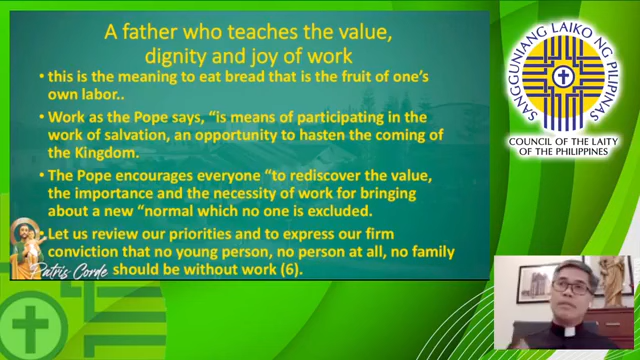 A father who teaches the value,
dignity and joy of work
• this is the meaning to eat bread that is the fruit of one's
own labor..
• Work as the Pope says, "is means of participating in the
work of salvation, an opportunity to hasten the coming of
the Kingdom.
• The Pope encourages everyone "to rediscover the value,
the importance and the necessity of work for bringing
about a new "normal which no one is excluded.
• Let us review our priorities and to express our firm
conviction that no young person, no person at all, no family
should be without work (6).
Patris Corde
SANGGUNIANG LAIKO NG PILIPINAS
COUNCIL OF THE LAITY
OF THE PHILIPPINES